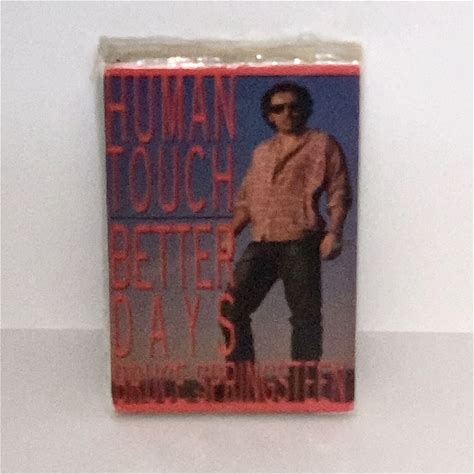 HUMAN
TOUCH
BETTER
DAYS
BRUCE SPRINGSTEEN